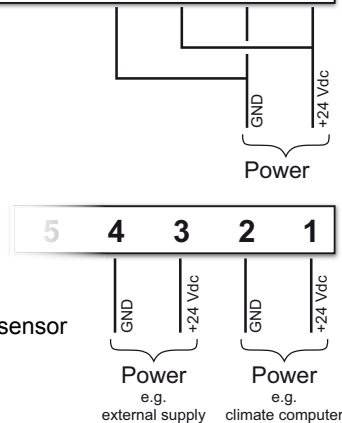 GND
+24 Vdc
Power
5 4 3 2 1
sensor
GND
+24 Vdc
GND
+24 Vdc
Power
Power
e.g.
e.g.
external supply
climate computer